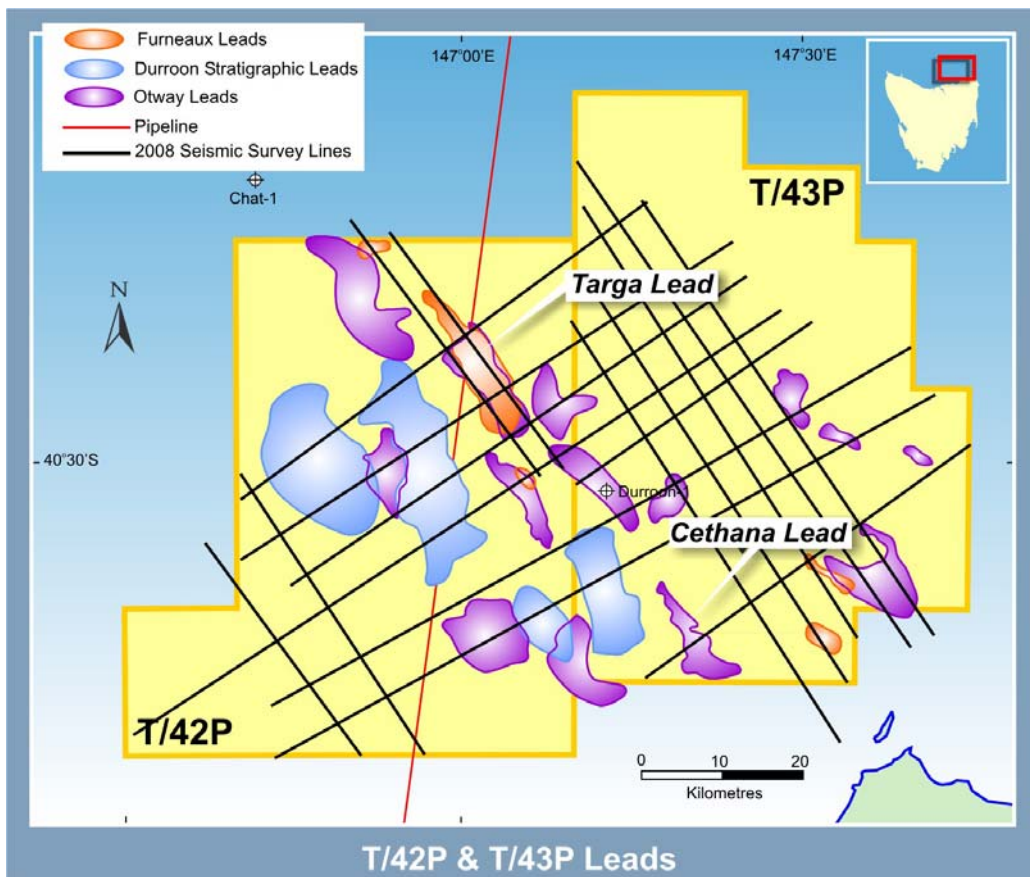 147°00'E
147°30'E
Furneaux Leads
Durroon Stratigraphic Leads
Otway Leads
Pipeline
2008 Seismic Survey Lines
Chat-1
T/43P
Targa Lead
N
40°30'S
Durroon-1
Cethana Lead
T/42P
0 10 20
Kilometres
T/42P & T/43P Leads